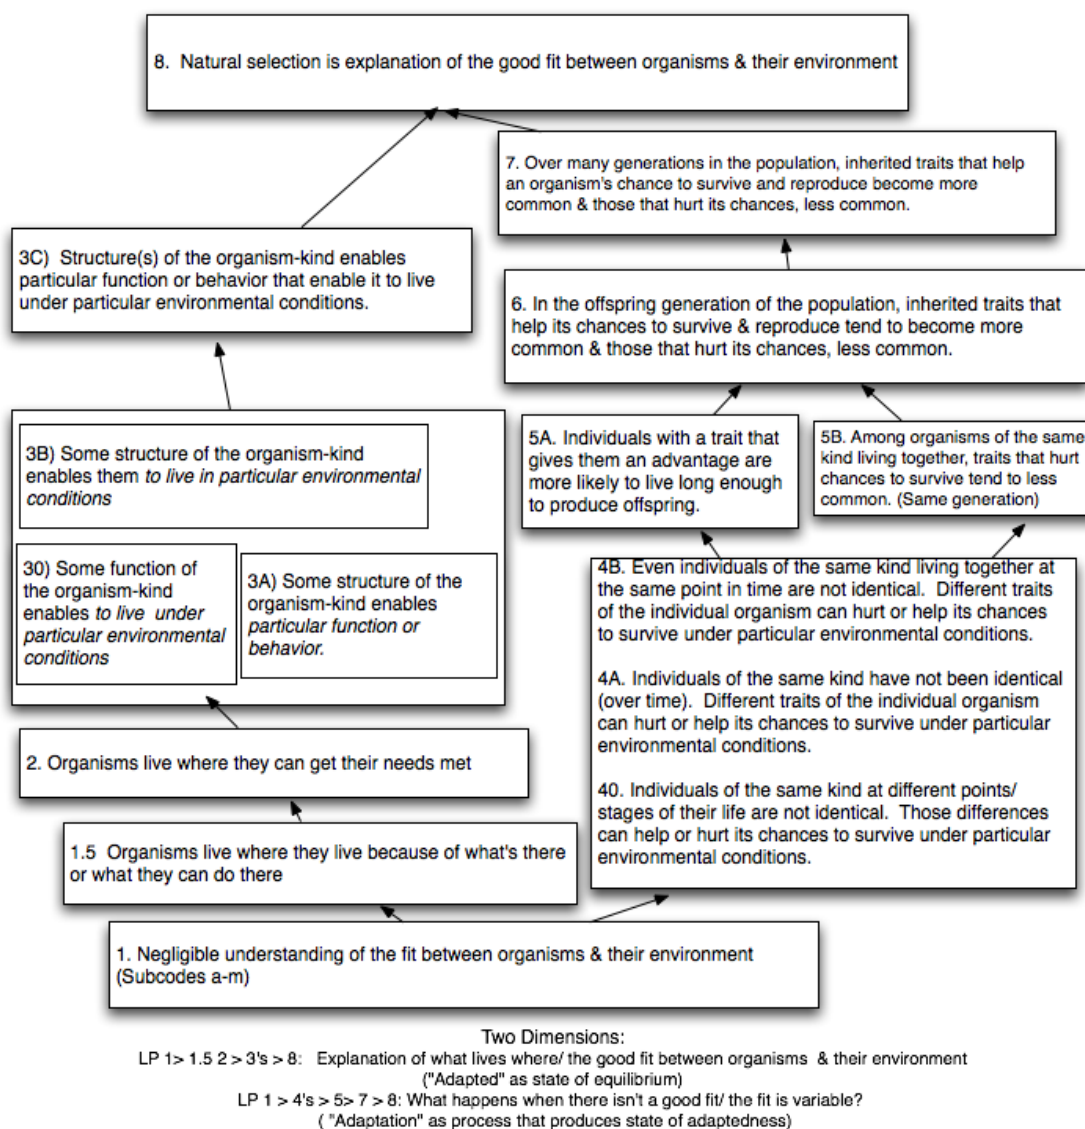 8. Natural selection is explanation of the good fit between organisms & their environment
7. Over many generations in the population, inherited traits that help
an organism's chance to survive and reproduce become more
common & those that hurt its chances, less common.
3C) Structure(s) of the organism-kind enables
particular function or behavior that enable it to live
under particular environmental conditions.
6. In the offspring generation of the population, inherited traits that
help its chances to survive & reproduce tend to become more
common & those that hurt its chances, less common.
3B) Some structure of the organism-kind
enables them to live in particular environmental
conditions
5A. Individuals with a trait that
gives them an advantage are
more likely to live long enough
to produce offspring.
5B. Among organisms of the same
kind living together, traits that hurt
chances to survive tend to less
common. (Same generation)
30) Some function of
the organism-kind
enables to live under
particular environmental
conditions
3A) Some structure of the
organism-kind enables
particular function or
behavior.
4B. Even individuals of the same kind living together at
the same point in time are not identical. Different traits
of the individual organism can hurt or help its chances
to survive under particular environmental conditions.
4A. Individuals of the same kind have not been identical
(over time). Different traits of the individual organism
can hurt or help its chances to survive under particular
environmental conditions.
40. Individuals of the same kind at different points/
stages of their life are not identical. Those differences
can help or hurt its chances to survive under particular
environmental conditions.
2. Organisms live where they can get their needs met
1.5 Organisms live where they live because of what's there
or what they can do there
1. Negligible understanding of the fit between organisms & their environment
(Subcodes a-m)
Two Dimensions:
LP 1> 1.5 2 > 3's > 8: Explanation of what lives where/ the good fit between organisms & their environment
("Adapted" as state of equilibrium)
LP 1 > 4's > 5> 7 > 8: What happens when there isn't a good fit/ the fit is variable?
( "Adaptation" as process that produces state of adaptedness)